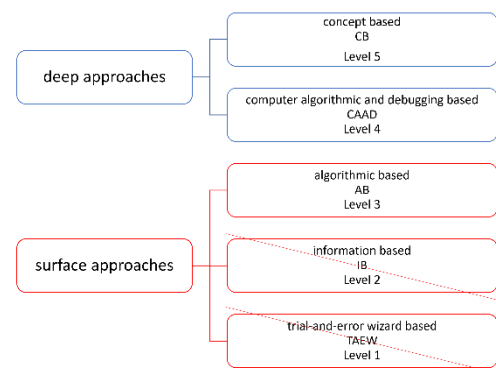 deep approaches
concept based
CB
Level 5
computer algorithmic and debugging based
CAAD
Level 4
surface approaches
algorithmic based
AB
Level 3
information based
IB
Level 2
trial-and-error wizard based
TAEW
Level 1